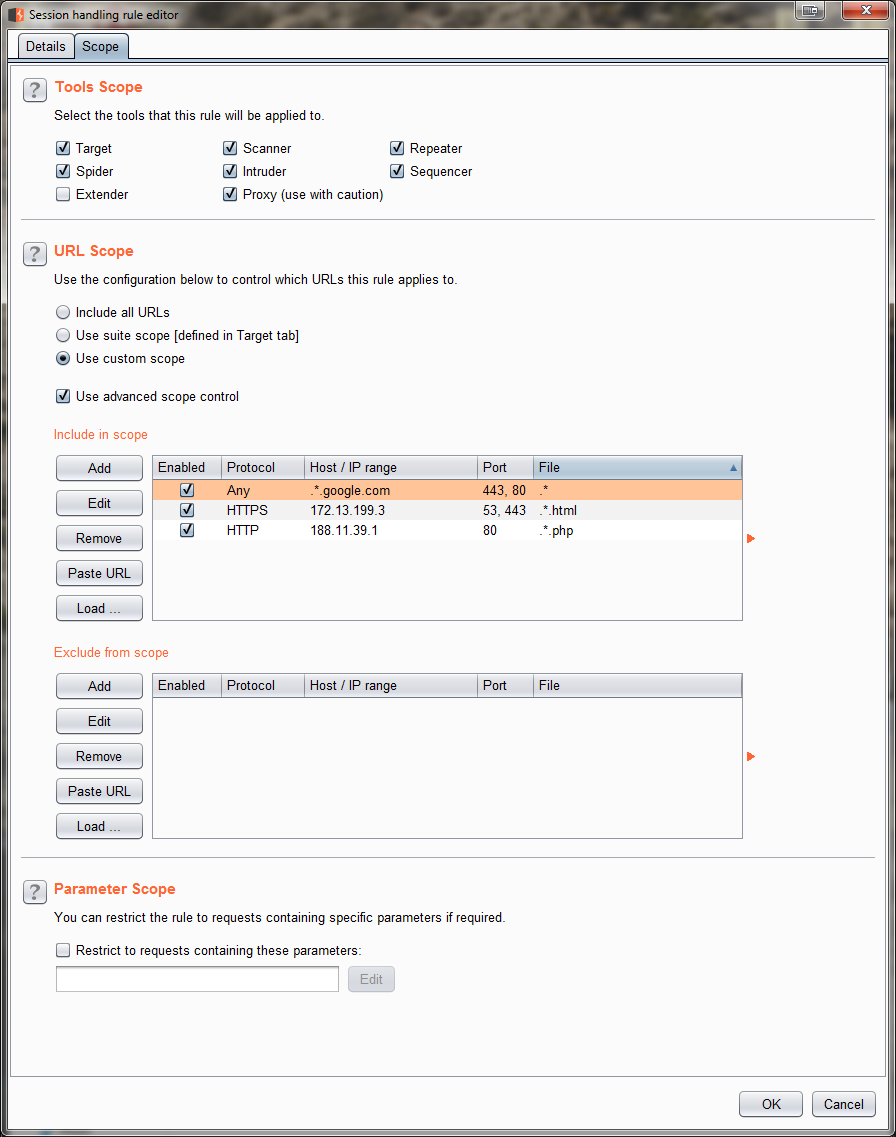 Session handling rule editor
Details Scope
? Tools Scope
Select the tools that this rule will be applied to.
Target Scanner Repeater
Spider Intruder Sequencer
Extender Proxy (use with caution)
? URL Scope
Use the configuration below to control which URLs this rule applies to.
Include all URLs
Use suite scope [defined in Target tab]
Use custom scope
Use advanced scope control
Include in scope
Add
Edit
Remove
Paste URL
Load ...
Enabled Protocol Host / IP range Port File
Any .*.google.com 443, 80 .*
HTTPS 172.13.199.3 53, 443 .*.html
HTTP 188.11.39.1 80 .*.php
Exclude from scope
Add
Edit
Remove
Paste URL
Load ...
Enabled Protocol Host / IP range Port File
? Parameter Scope
You can restrict the rule to requests containing specific parameters if required.
Restrict to requests containing these parameters:
Edit
OK Cancel